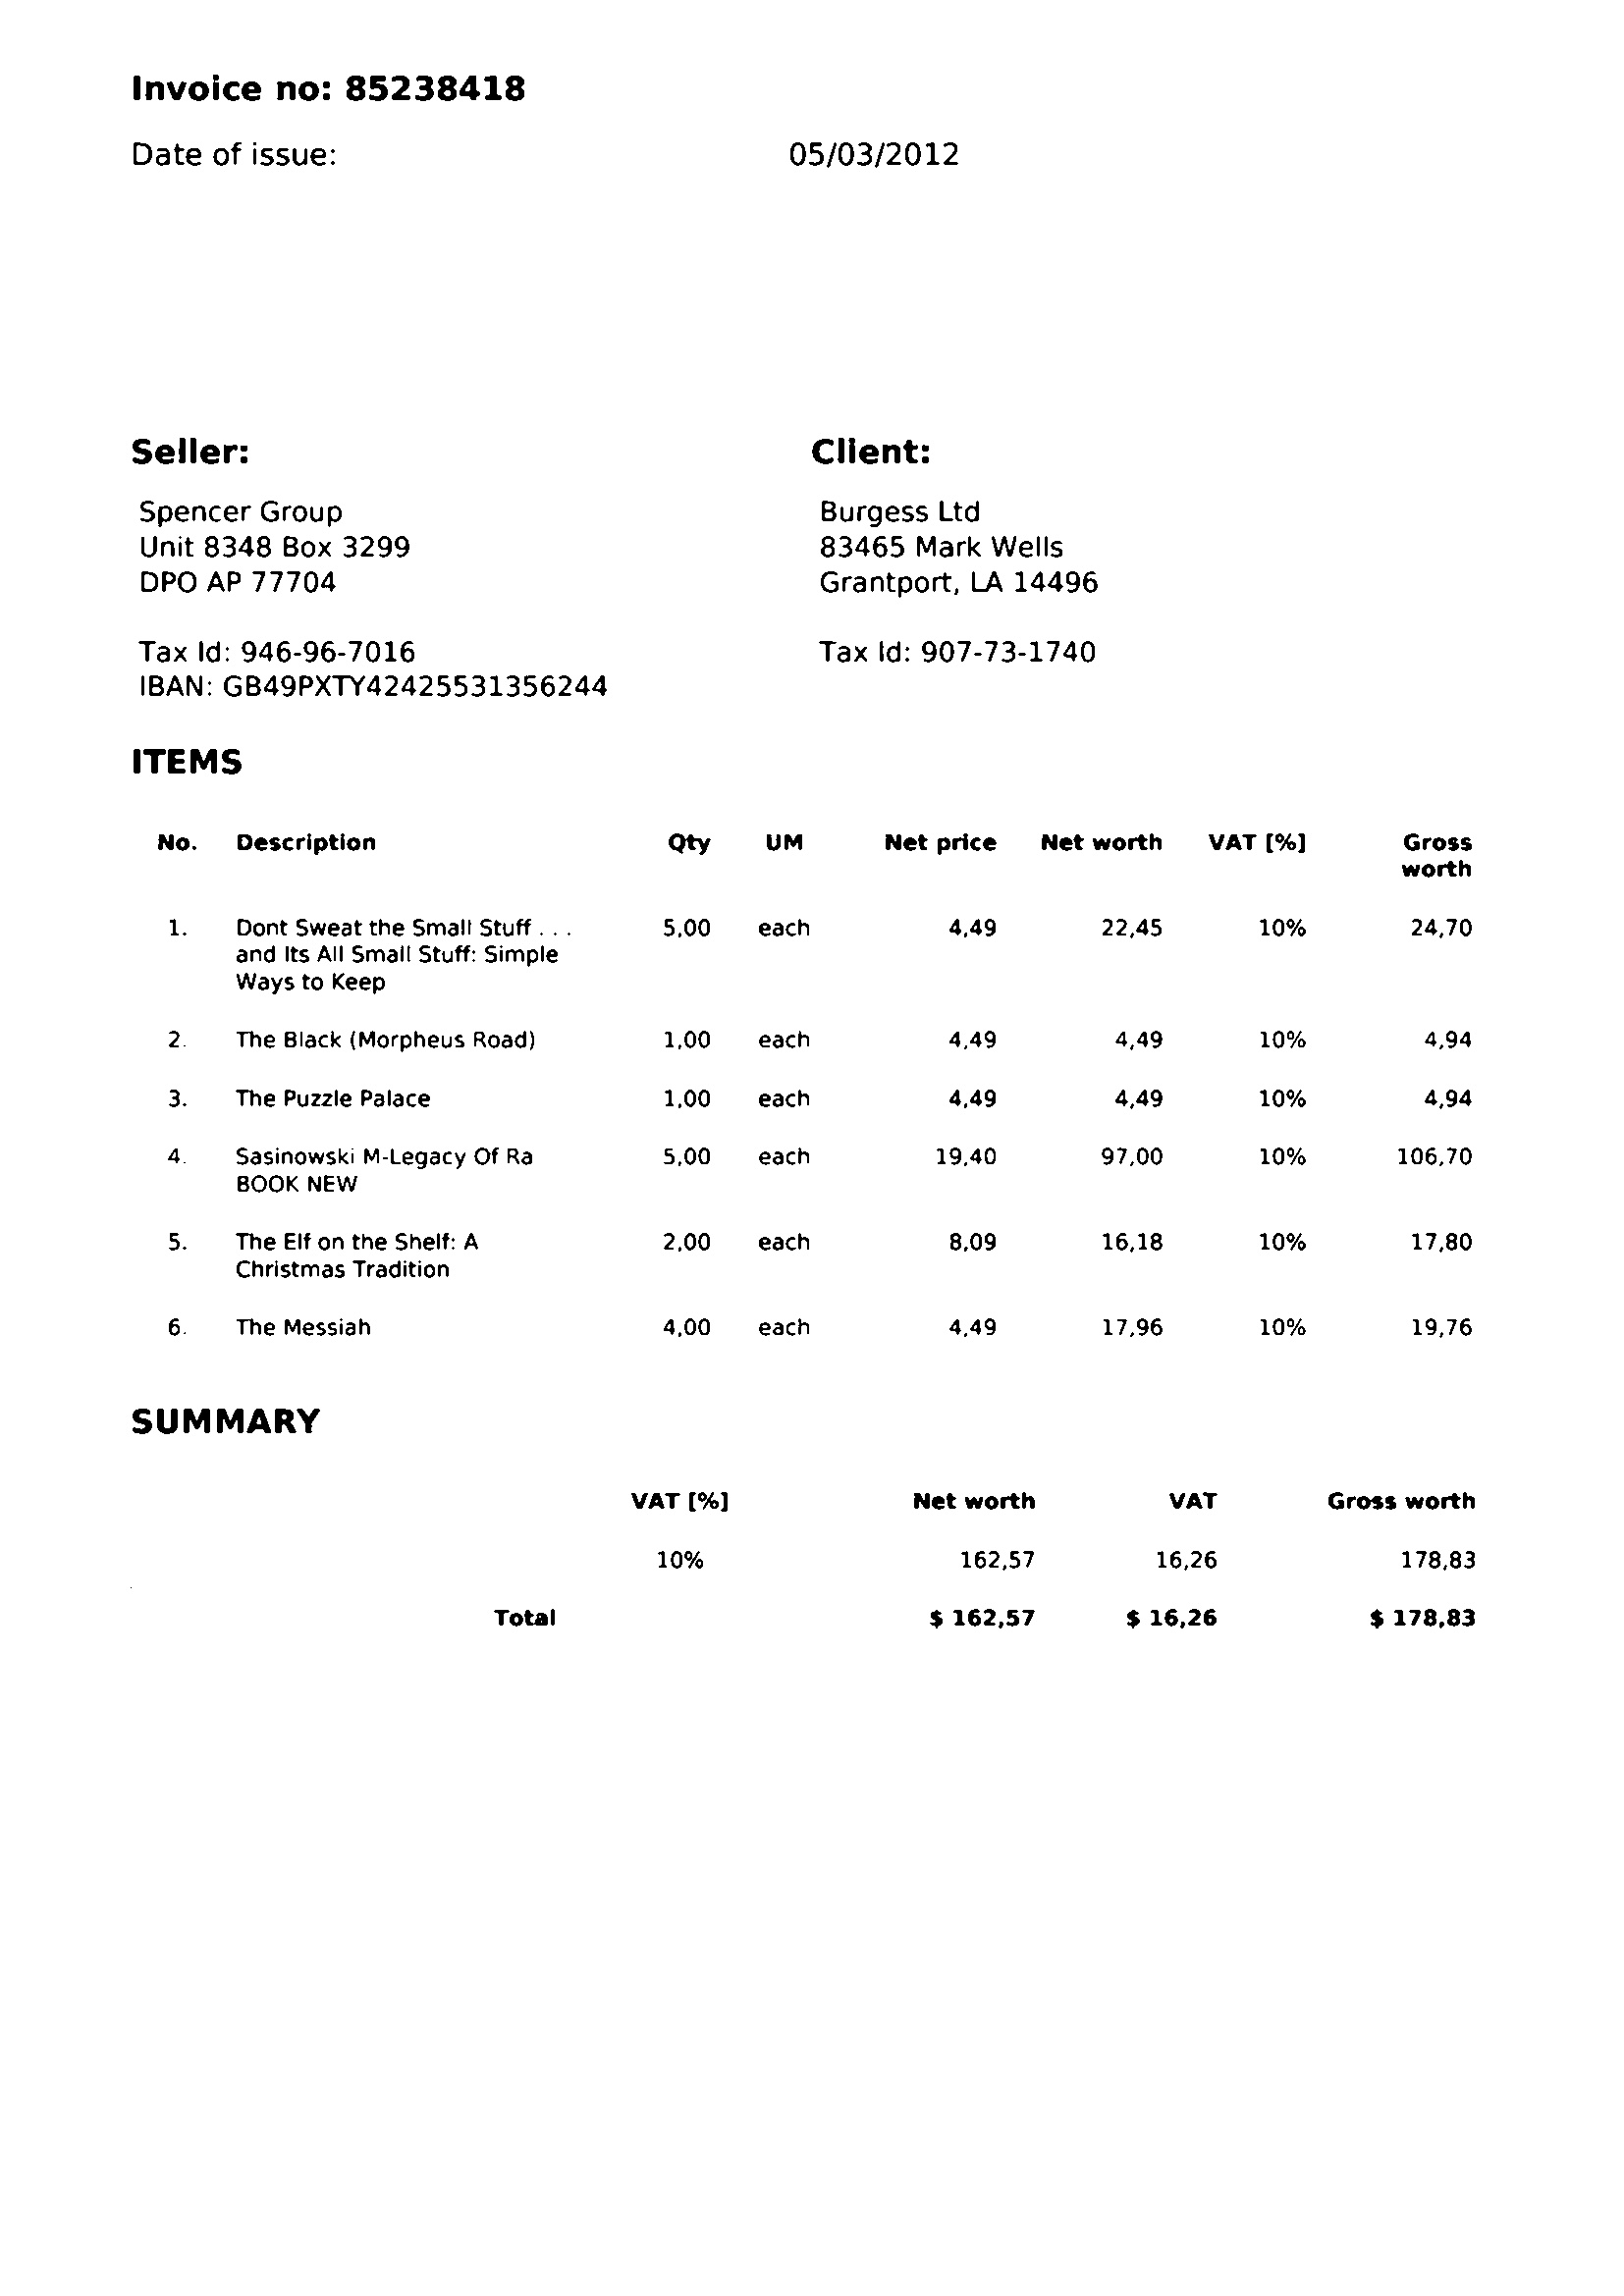 Invoice no: 85238418
Date of issue: 05/03/2012
Seller: Client:
Spencer Group Burgess Ltd
Unit 8348 Box 3299 83465 Mark Wells
DPO AP 77704 Grantport, LA 14496
Tax Id: 946-96-7016 Tax Id: 907-73-1740
IBAN: GB49PXTY42425531356244
ITEMS
No. Description Qty UM Net price Net worth VAT [%] Gross
worth
1. Dont Sweat the Small Stuff . . . 5,00 each 4,49 22,45 10% 24,70
and Its All Small Stuff: Simple
Ways to Keep
2. The Black (Morpheus Road) 1,00 each 4,49 4,49 10% 4,94
3. The Puzzle Palace 1,00 each 4,49 4,49 10% 4,94
4. Sasinowski M-Legacy Of Ra 5,00 each 19,40 97,00 10% 106,70
BOOK NEW
5. The Elf on the Shelf: A 2,00 each 8,09 16,18 10% 17,80
Christmas Tradition
6. The Messiah 4,00 each 4,49 17,96 10% 19,76
SUMMARY
VAT [%] Net worth VAT Gross worth
10% 162,57 16,26 178,83
Total $ 162,57 $ 16,26 $ 178,83